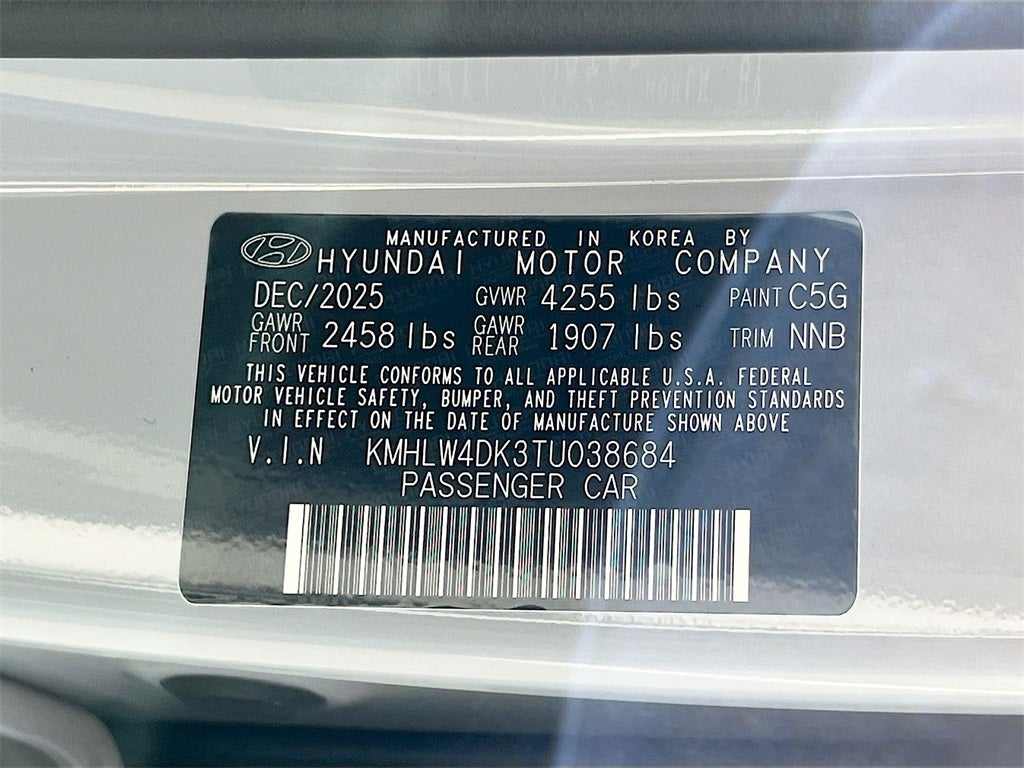 MANUFACTURED IN KOREA BY
HYUNDAI MOTOR COMPANY
DEC/2025 GVWR 4255 lbs PAINT C5G
GAWR FRONT 2458 lbs GAWR REAR 1907 lbs TRIM NNB
THIS VEHICLE CONFORMS TO ALL APPLICABLE U.S.A. FEDERAL
MOTOR VEHICLE SAFETY, BUMPER, AND THEFT PREVENTION STANDARDS
IN EFFECT ON THE DATE OF MANUFACTURE SHOWN ABOVE
V.I.N KMHLW4DK3TU038684
PASSENGER CAR